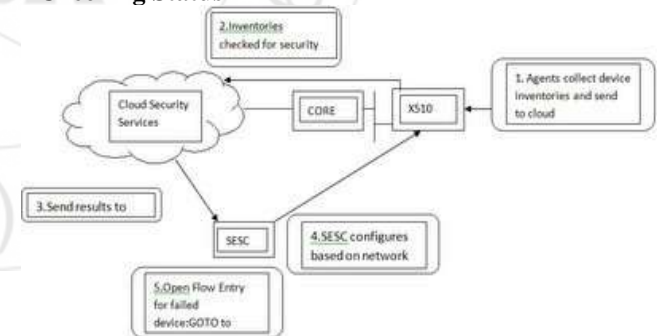 2.Inventories
checked for security
Cloud Security
Services
CORE
X510
1. Agents collect device
inventories and send
to cloud
3.Send results to
SESC
4.SESC configures
based on network
5.Open Flow Entry
for failed
device:GOTO to